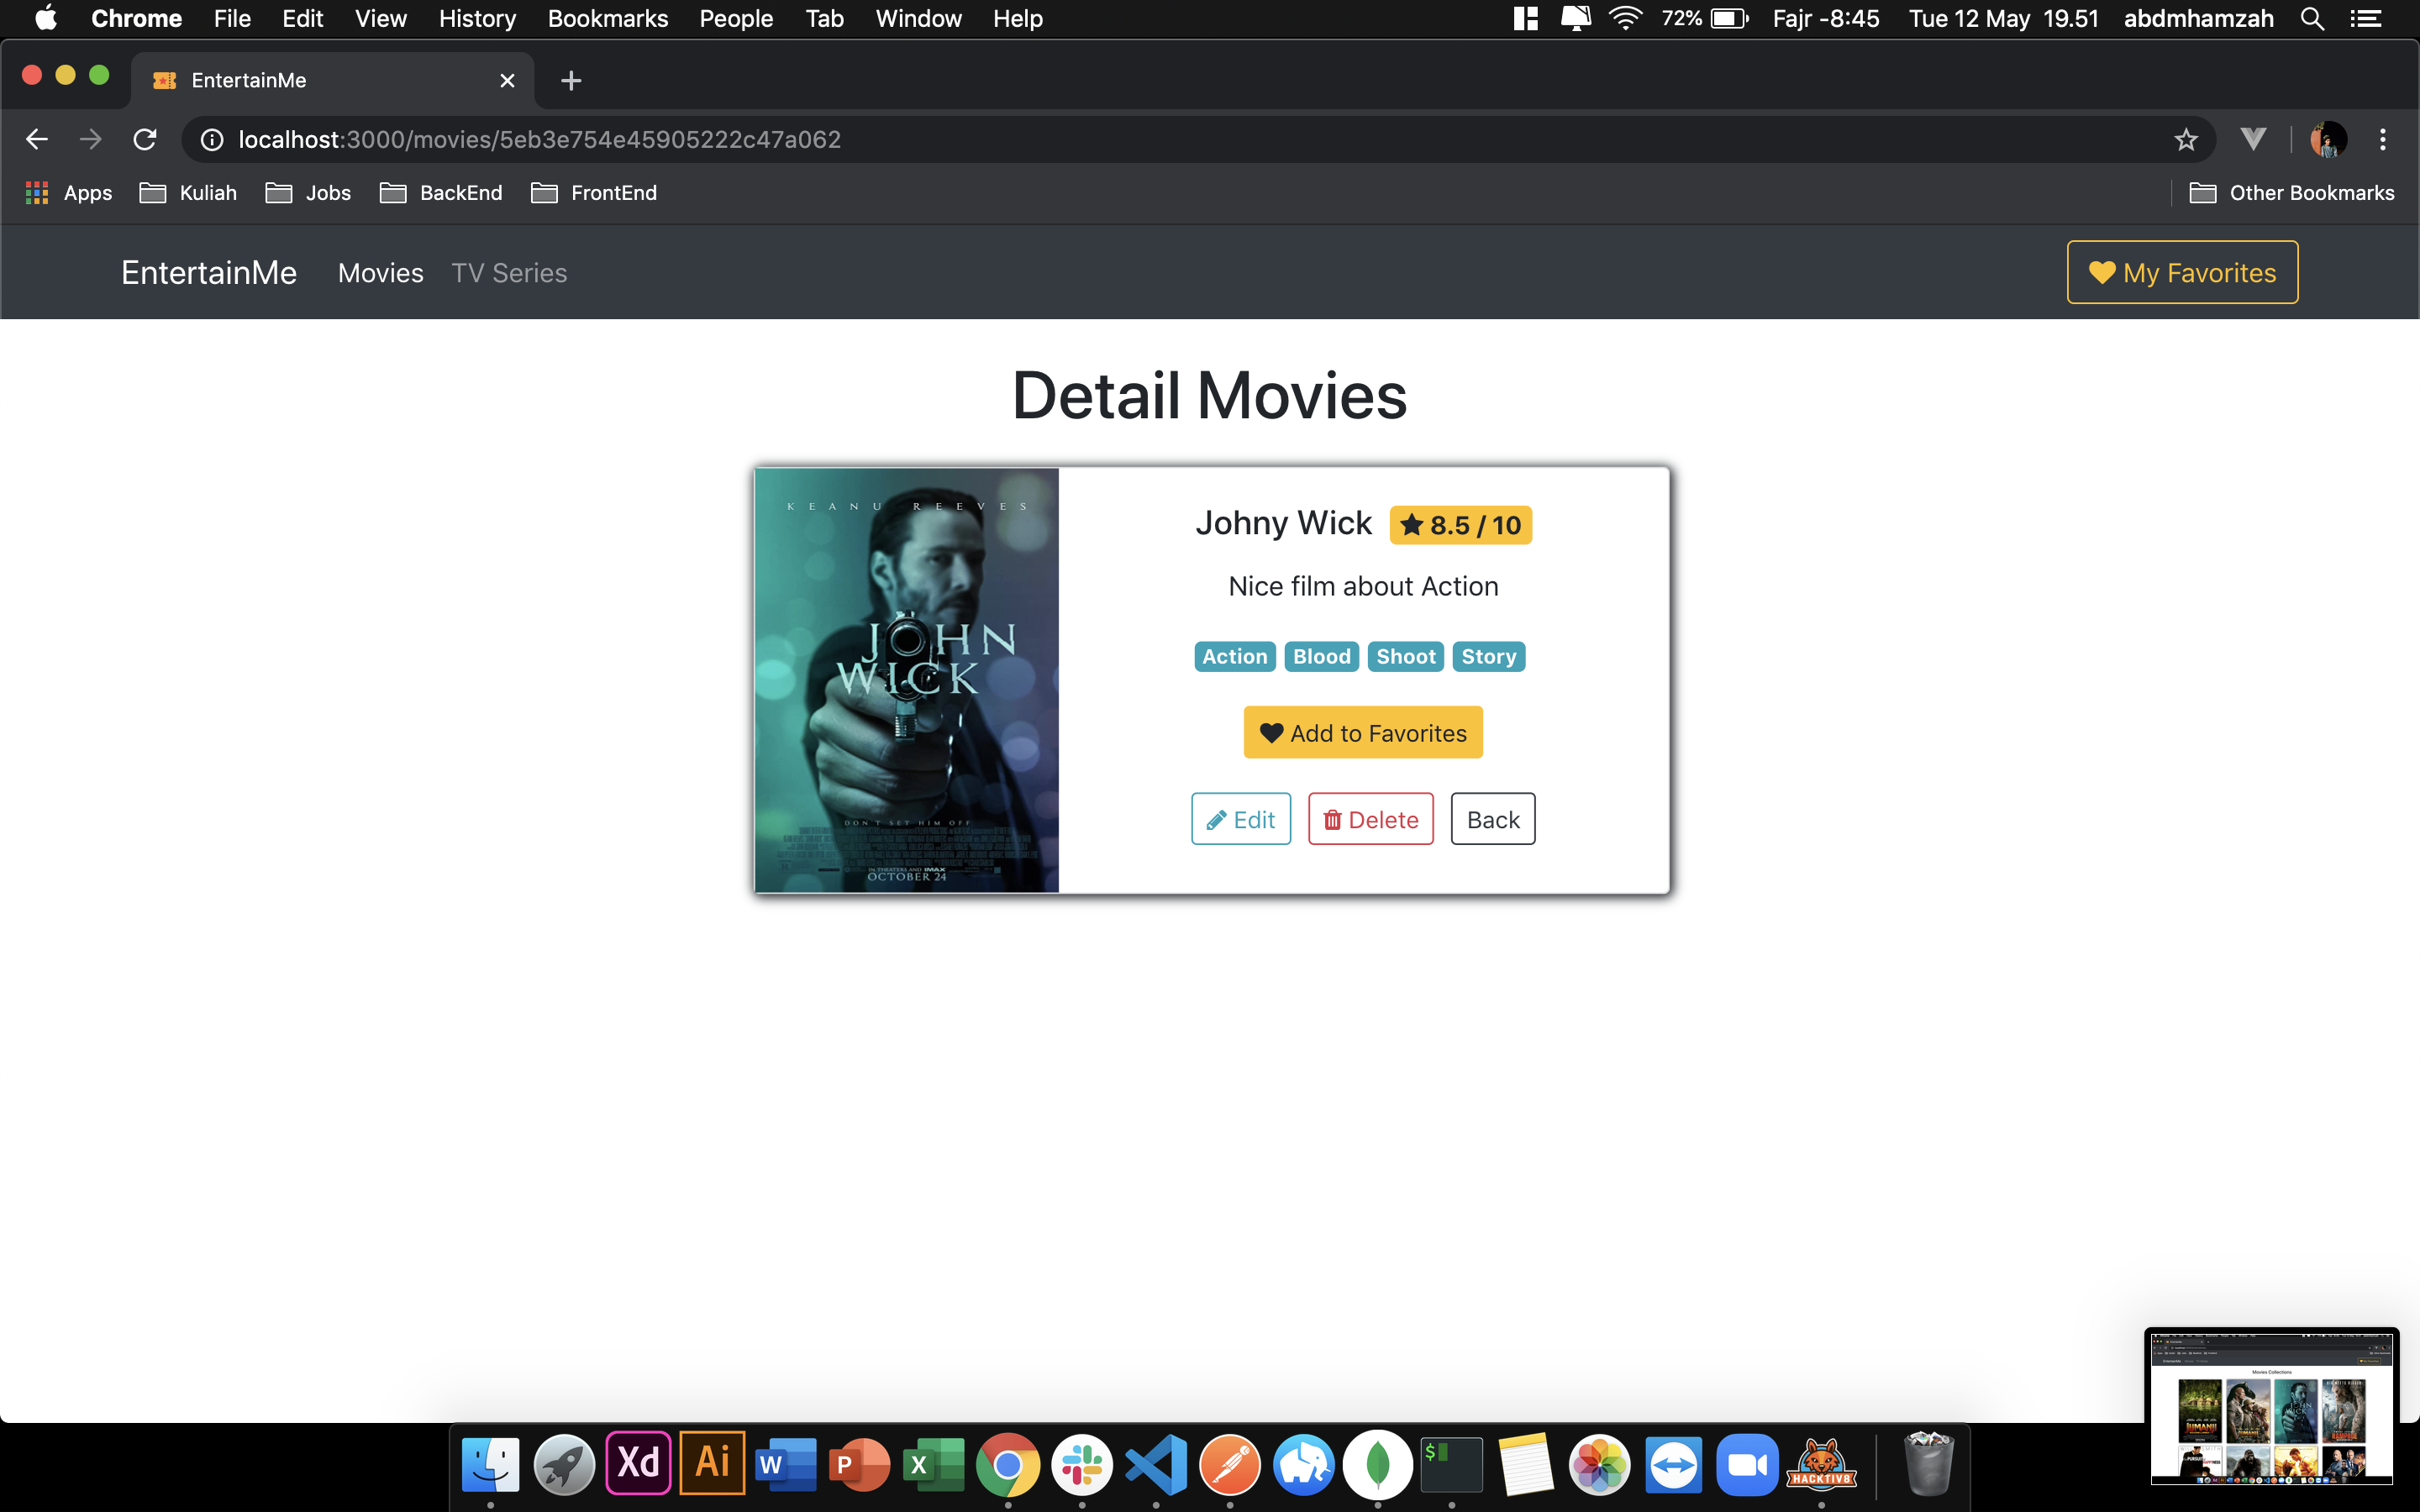 Chrome File Edit View History Bookmarks People Tab Window Help 72% Fajr -8:45 Tue 12 May 19.51 abdmhamzah
EntertainMe
localhost:3000/movies/5eb3e754e45905222c47a062
Apps Kuliah Jobs BackEnd FrontEnd Other Bookmarks
EntertainMe Movies TV Series My Favorites
Detail Movies
KEANU REEVES
JOHN
WICK
DON'T SET HIM OFF
IN THEATERS AND IMAX
OCTOBER 24
Johny Wick 8.5 / 10
Nice film about Action
Action Blood Shoot Story
Add to Favorites
Edit Delete Back
Movies Collections
JUMANJI
Xd Ai W P X $ HACKTIV8